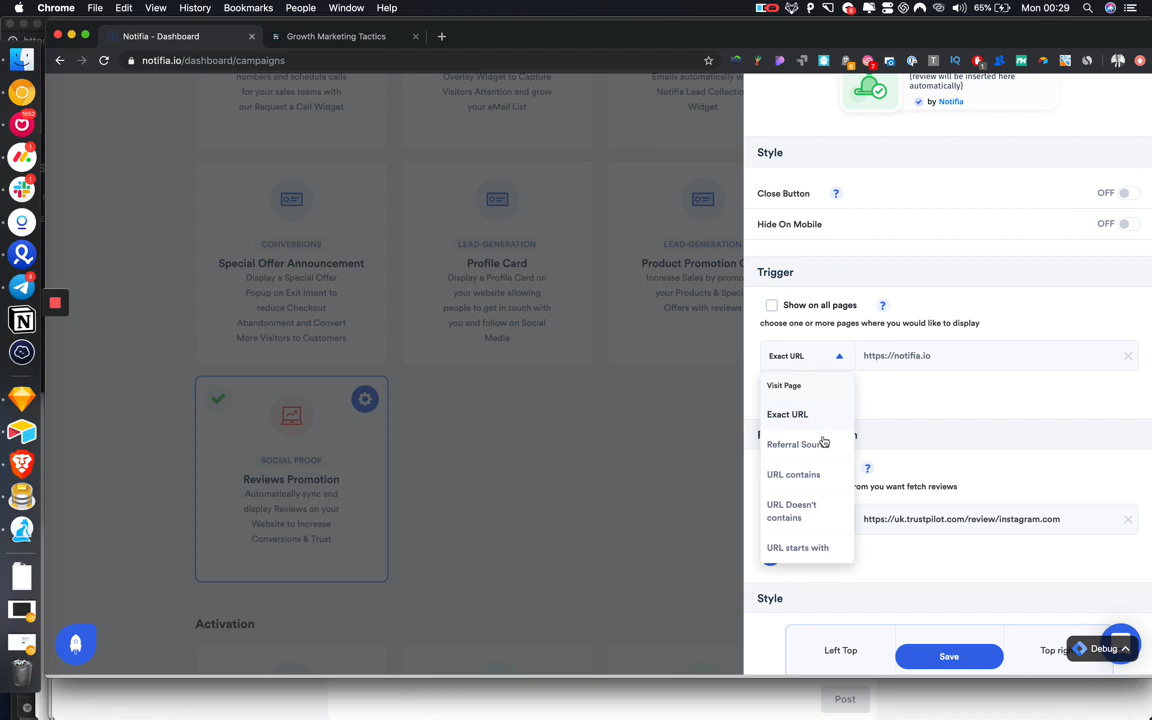 Chrome File Edit View History Bookmarks People Window Help
65% Mon 00:29
Notifia - Dashboard
Growth Marketing Tactics
notifia.io/dashboard/campaigns
numbers and schedule calls
for your sales teams with
our Request a Call Widget
Overlay Widget to Capture
Visitors Attention and grow
your eMail List
Emails automatically w
Notifia Lead Collectio
Widget
CONVERSIONS
Special Offer Announcement
Display a Special Offer
Popup on Exit Intent to
reduce Checkout
Abandonment and Convert
More Visitors to Customers
LEAD-GENERATION
Profile Card
Display a Profile Card on
your website allowing
people to get in touch with
you and follow on Social
Media
LEAD-GENERATION
Product Promotion C
Increase Sales by promo
your Products & Speci
Offers with reviews
SOCIAL PROOF
Reviews Promotion
Automatically sync and
display Reviews on your
Website to Increase
Conversions & Trust
Activation
{review will be inserted here
automatically}
by Notifia
Style
Close Button ? OFF
Hide On Mobile OFF
Trigger
Show on all pages ?
choose one or more pages where you would like to display
Exact URL https://notifia.io
Visit Page
Exact URL
Referral Sour
URL contains
URL Doesn't
contains
URL starts with
?
om you want fetch reviews
https://uk.trustpilot.com/review/instagram.com
Style
Left Top
Save
Top rig
Debug
Post